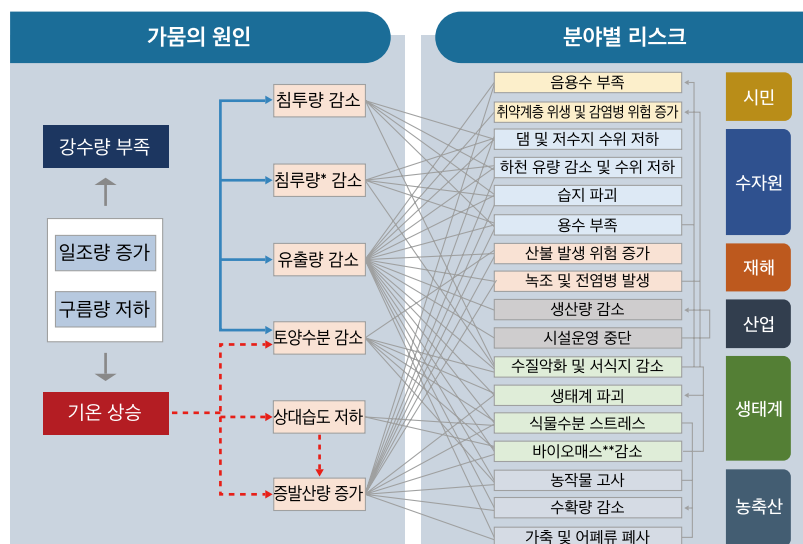 가뭄의 원인
강수량 부족
일조량 증가
구름량 저하
기온 상승
침투량 감소
침루량* 감소
유출량 감소
토양수분 감소
상대습도 저하
증발산량 증가
분야별 리스크
음용수 부족
취약계층 위생 및 감염병 위험 증가
댐 및 저수지 수위 저하
하천 유량 감소 및 수위 저하
습지 파괴
용수 부족
산불 발생 위험 증가
녹조 및 전염병 발생
생산량 감소
시설운영 중단
수질악화 및 서식지 감소
생태계 파괴
식물수분 스트레스
바이오매스**감소
농작물 고사
수확량 감소
가축 및 어폐류 폐사
시민
수자원
재해
산업
생태계
농축산